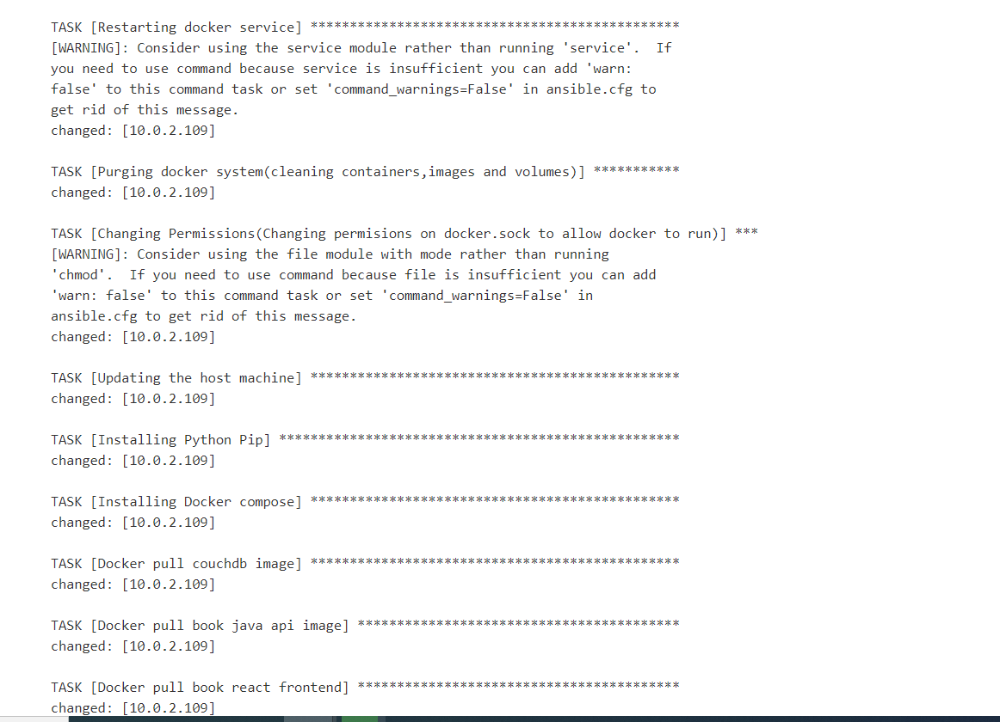 TASK [Restarting docker service] ***********************************************
[WARNING]: Consider using the service module rather than running 'service'.  If
you need to use command because service is insufficient you can add 'warn:
false' to this command task or set 'command_warnings=False' in ansible.cfg to
get rid of this message.
changed: [10.0.2.109]
TASK [Purging docker system(cleaning containers,images and volumes)] ***********
changed: [10.0.2.109]
TASK [Changing Permissions(Changing permisions on docker.sock to allow docker to run)] ***
[WARNING]: Consider using the file module with mode rather than running
'chmod'.  If you need to use command because file is insufficient you can add
'warn: false' to this command task or set 'command_warnings=False' in
ansible.cfg to get rid of this message.
changed: [10.0.2.109]
TASK [Updating the host machine] ***********************************************
changed: [10.0.2.109]
TASK [Installing Python Pip] ***************************************************
changed: [10.0.2.109]
TASK [Installing Docker compose] ***********************************************
changed: [10.0.2.109]
TASK [Docker pull couchdb image] ***********************************************
changed: [10.0.2.109]
TASK [Docker pull book java api image] *****************************************
changed: [10.0.2.109]
TASK [Docker pull book react frontend] *****************************************
changed: [10.0.2.109]